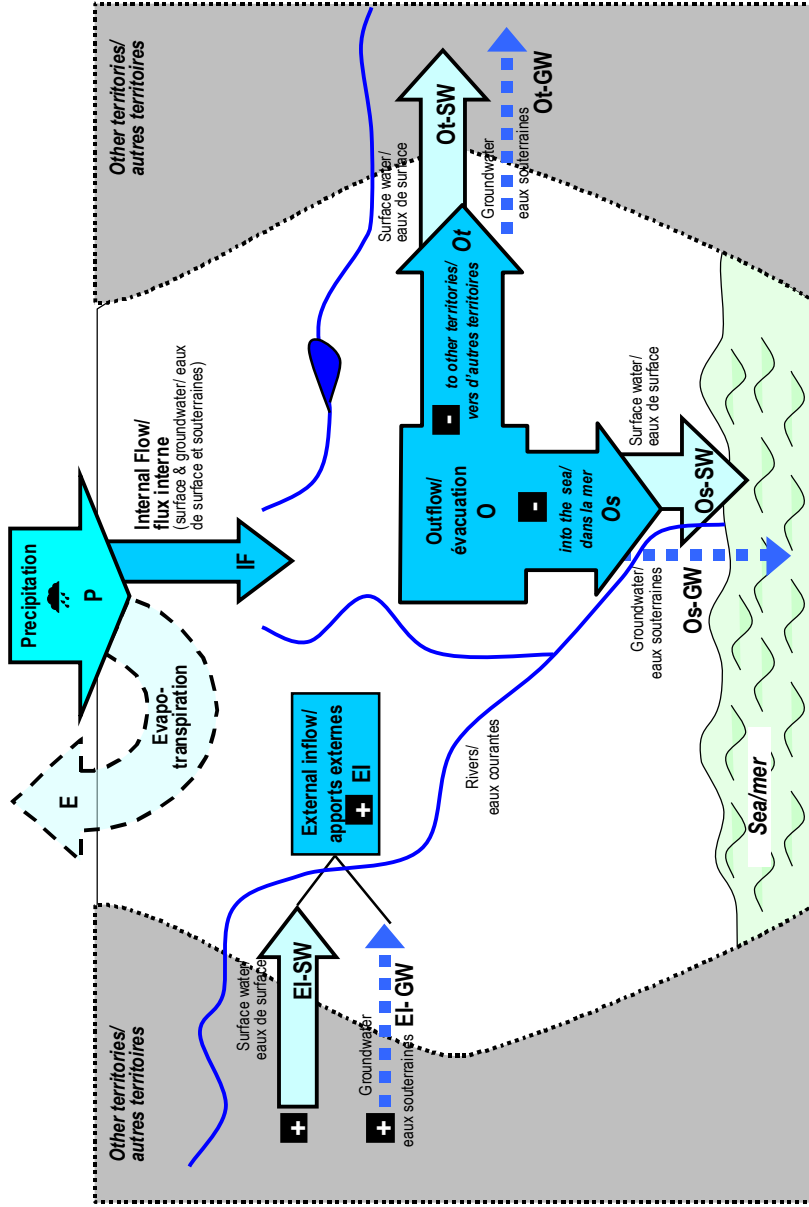 Other territories/
autres territoires
Precipitation
P
E
Evapo-
transpiration
Internal Flow/
flux interne
(surface & groundwater/ eaux
de surface et souterraines)
IF
Other territories/
autres territoires
Surface water/
eaux de surface
+
EI-SW
Groundwater
+
eaux souterraines
EI- GW
External inflow/
apports externes
+
EI
Rivers/
eaux courantes
Outflow/
évacuation
O
-
to other territories/
vers d'autres territoires
Ot
Surface water/
eaux de surface
Ot-SW
Groundwater
eaux souterraines
Ot-GW
-
into the sea/
dans la mer
Os
Surface water/
eaux de surface
Os-SW
Groundwater/
eaux souterraines
Os-GW
Sea/mer